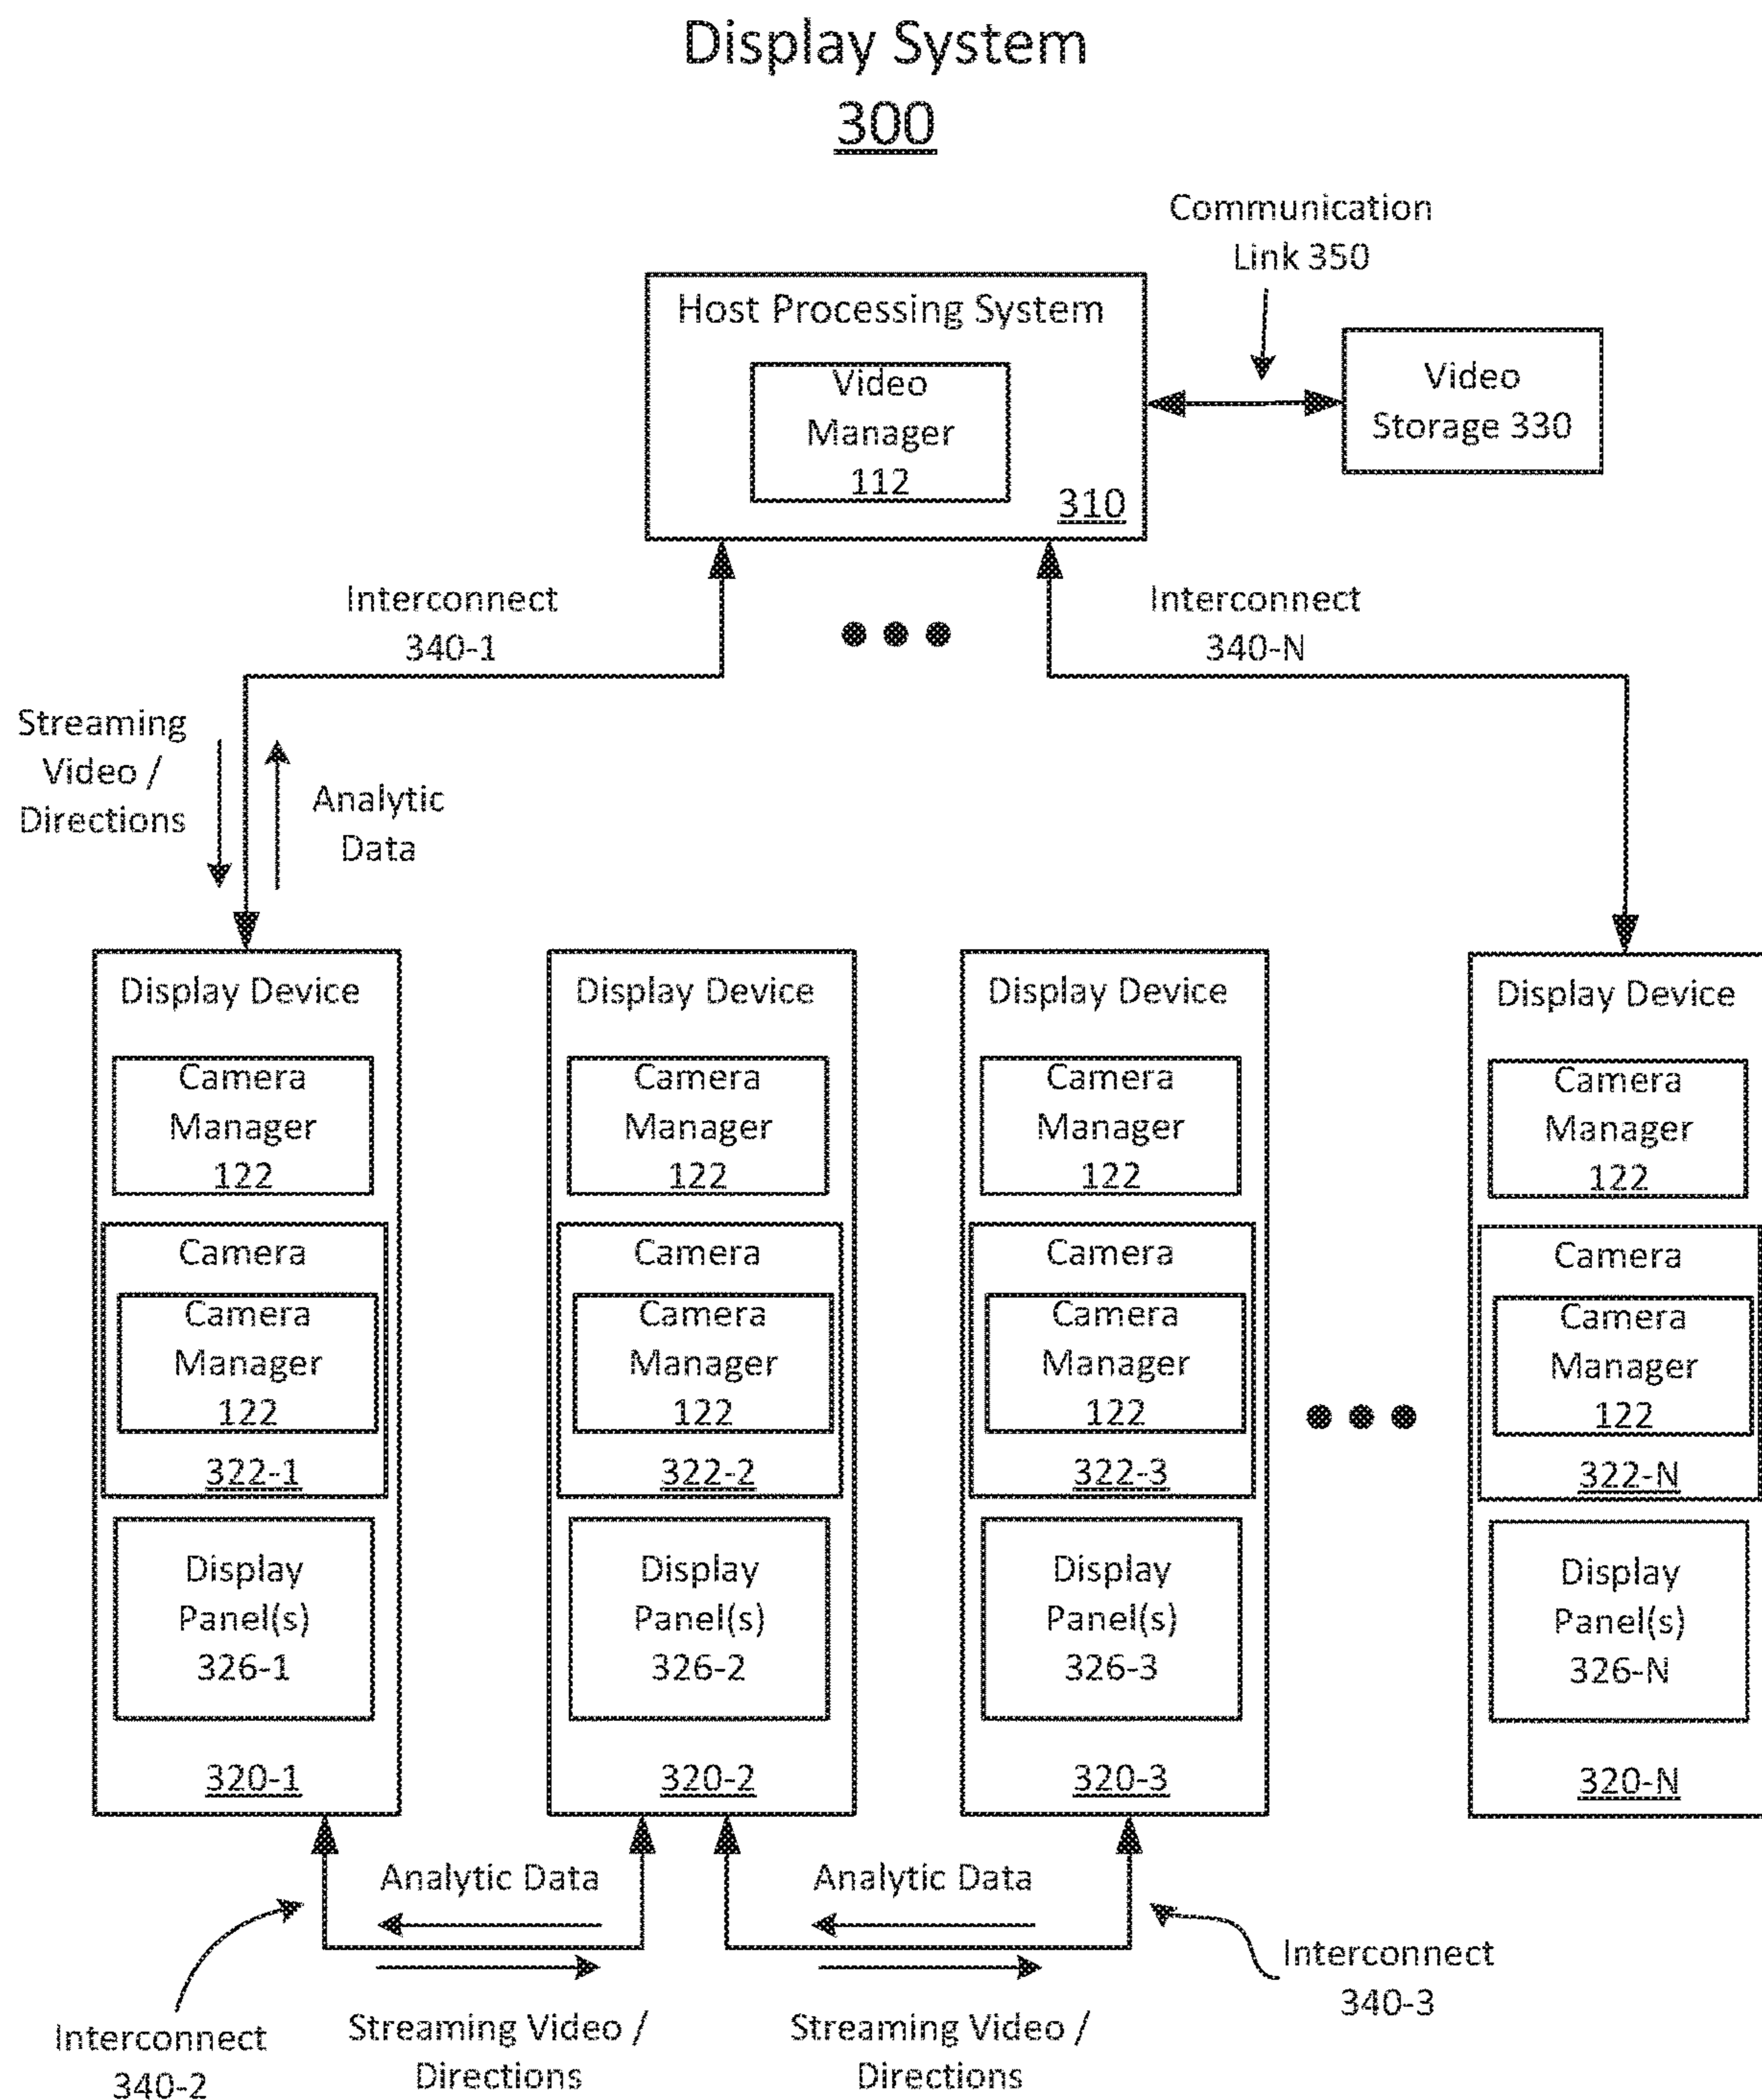 Display System
300
Communication
Link 350
Host Processing System
Video
Manager
112
310
Video
Storage 330
Interconnect
340-1
Interconnect
340-N
Streaming
Video /
Directions
Analytic
Data
Display Device
Camera
Manager
122
Camera
Camera
Manager
122
322-1
Display
Panel(s)
326-1
320-1
Display Device
Camera
Manager
122
Camera
Camera
Manager
122
322-2
Display
Panel(s)
326-2
320-2
Display Device
Camera
Manager
122
Camera
Camera
Manager
122
322-3
Display
Panel(s)
326-3
320-3
Display Device
Camera
Manager
122
Camera
Camera
Manager
122
322-N
Display
Panel(s)
326-N
320-N
Analytic Data
Streaming Video /
Directions
Interconnect
340-2
Analytic Data
Streaming Video /
Directions
Interconnect
340-3